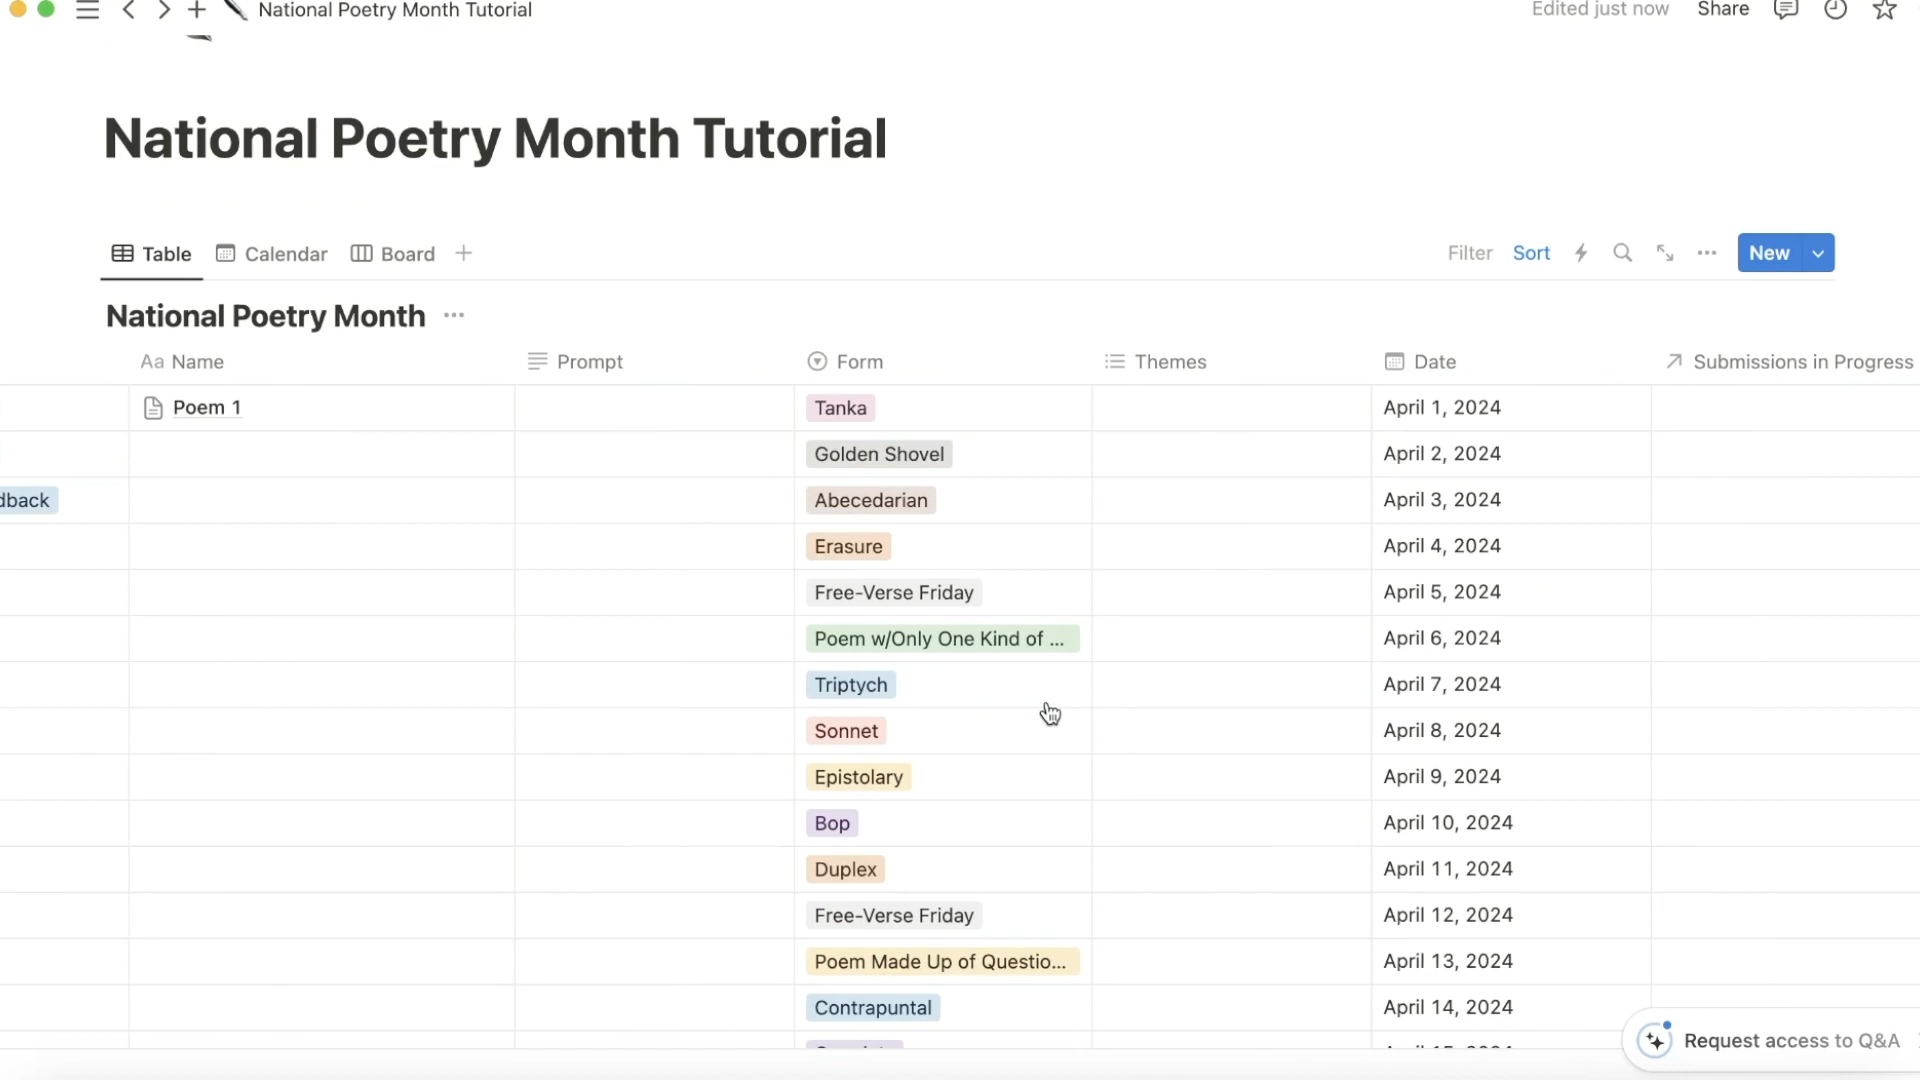 National Poetry Month Tutorial
Edited just now
Share
National Poetry Month Tutorial
Table
Calendar
Board
Filter
Sort
New
National Poetry Month
Aa Name
Prompt
Form
Themes
Date
Submissions in Progress
Poem 1
Tanka
April 1, 2024
Golden Shovel
April 2, 2024
dback
Abecedarian
April 3, 2024
Erasure
April 4, 2024
Free-Verse Friday
April 5, 2024
Poem w/Only One Kind of ...
April 6, 2024
Triptych
April 7, 2024
Sonnet
April 8, 2024
Epistolary
April 9, 2024
Bop
April 10, 2024
Duplex
April 11, 2024
Free-Verse Friday
April 12, 2024
Poem Made Up of Questio...
April 13, 2024
Contrapuntal
April 14, 2024
Request access to Q&A